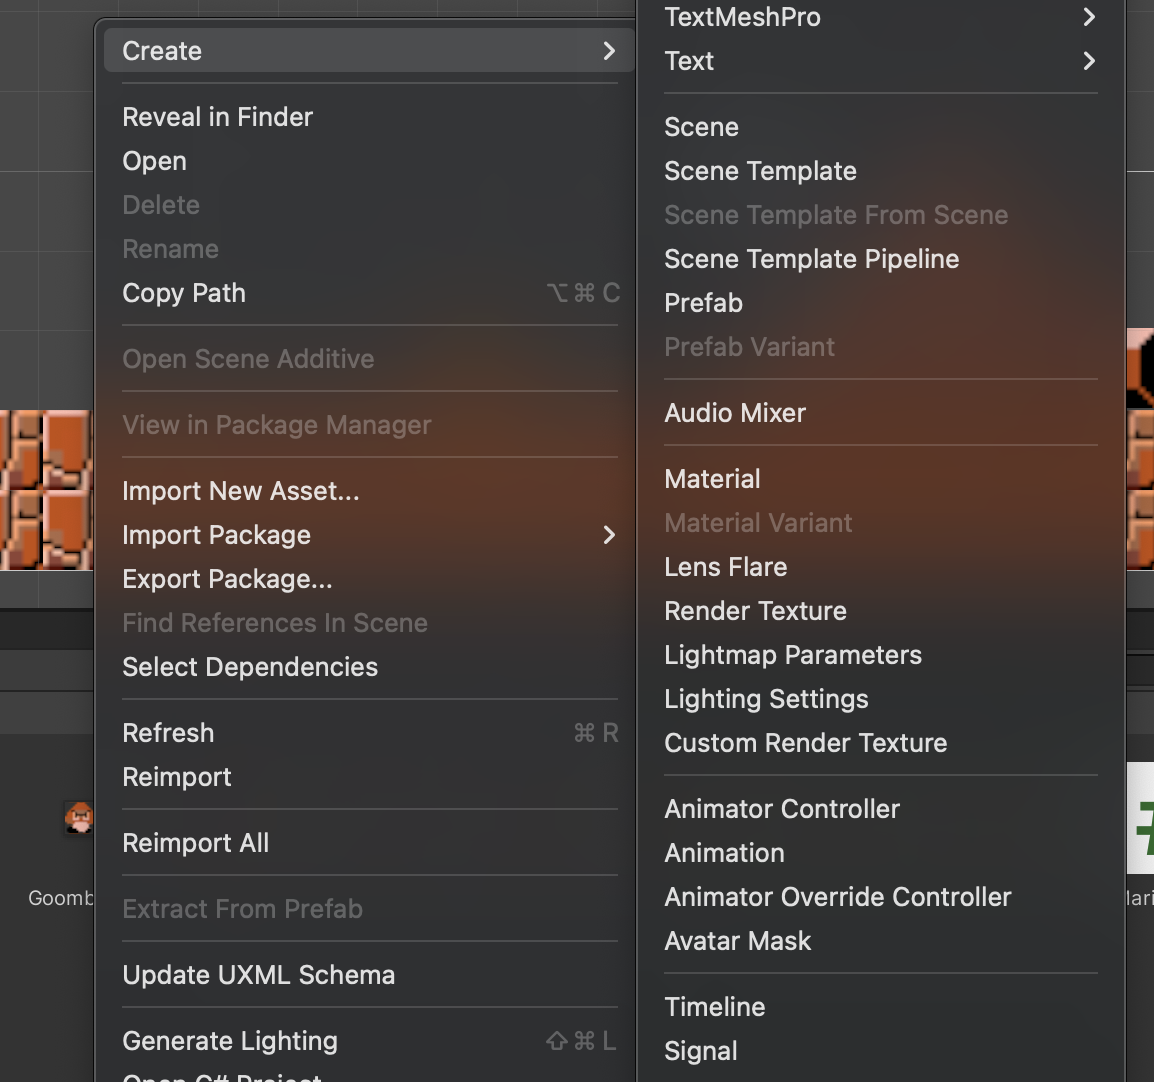 Create
Reveal in Finder
Open
Delete
Rename
Copy Path ⌥⌘ C
Open Scene Additive
View in Package Manager
Import New Asset...
Import Package
Export Package...
Find References In Scene
Select Dependencies
Refresh ⌘ R
Reimport
Reimport All
Extract From Prefab
Update UXML Schema
Generate Lighting ⇧⌘ L
Open C# Project
TextMeshPro
Text
Scene
Scene Template
Scene Template From Scene
Scene Template Pipeline
Prefab
Prefab Variant
Audio Mixer
Material
Material Variant
Lens Flare
Render Texture
Lightmap Parameters
Lighting Settings
Custom Render Texture
Animator Controller
Animation
Animator Override Controller
Avatar Mask
Timeline
Signal
Goomb